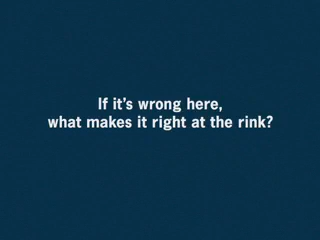 If it’s wrong here,
what makes it right at the rink?